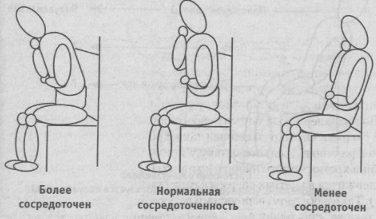 Более
сосредоточен
Нормальная
сосредоточенность
Менее
сосредоточен